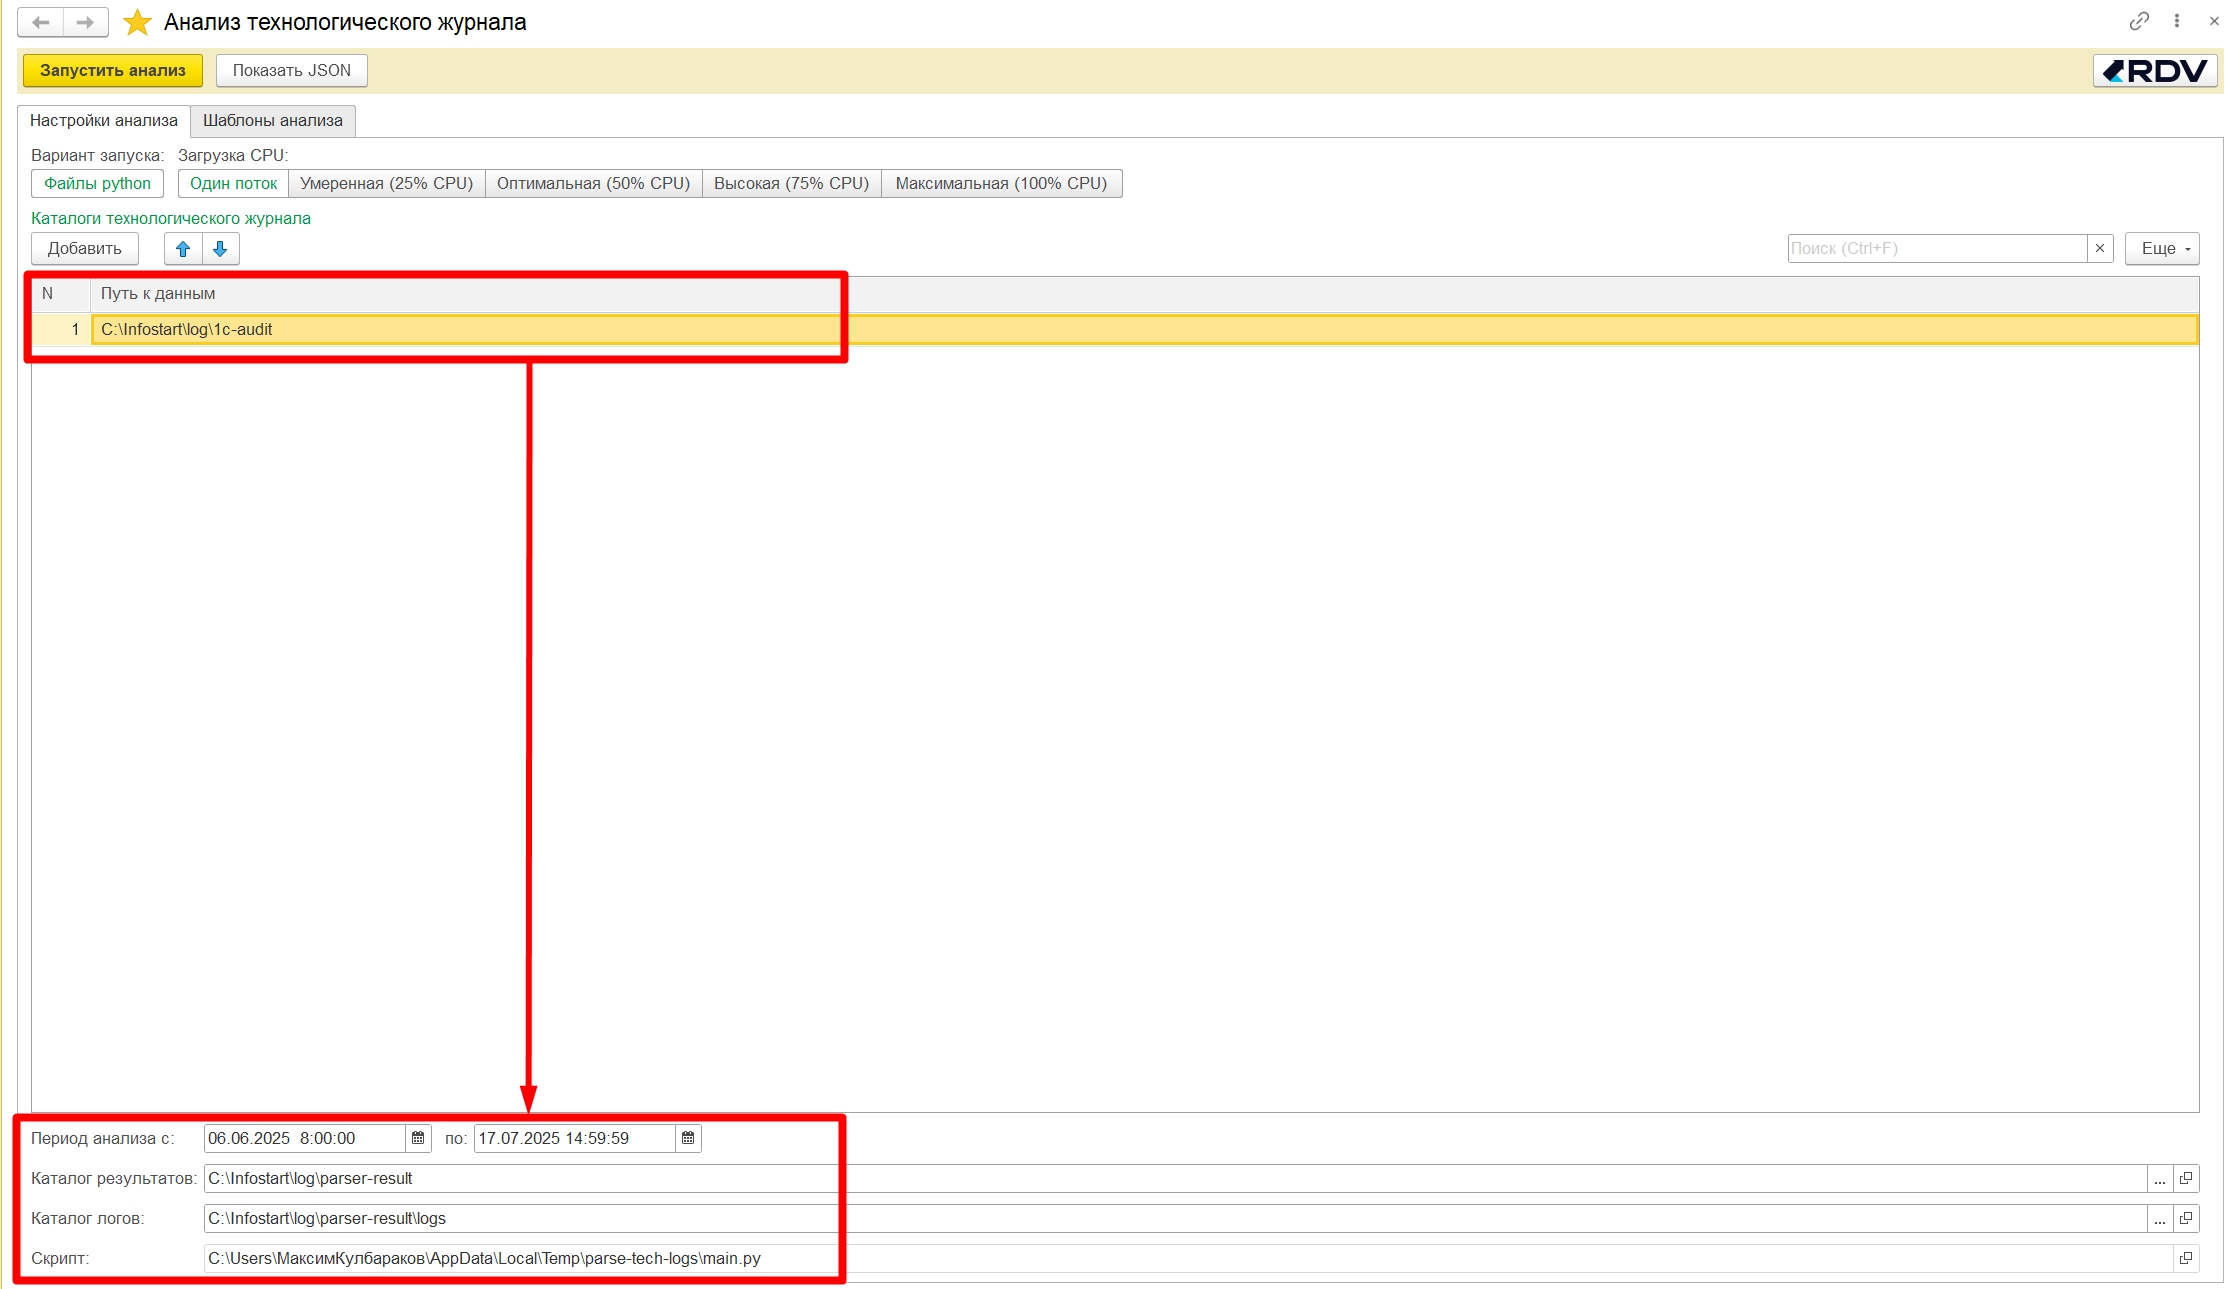 Анализ технологического журнала
Запустить анализ Показать JSON RDV
Настройки анализа Шаблоны анализа
Вариант запуска: Загрузка CPU:
Файлы python Один поток Умеренная (25% CPU) Оптимальная (50% CPU) Высокая (75% CPU) Максимальная (100% CPU)
Каталоги технологического журнала
Добавить Поиск (Ctrl+F) × Еще
N Путь к данным
1 C:\Infostart\log\1c-audit
Период анализа с: 06.06.2025 8:00:00 по: 17.07.2025 14:59:59
Каталог результатов: C:\Infostart\log\parser-result ...
Каталог логов: C:\Infostart\log\parser-result\logs ...
Скрипт: C:\Users\МаксимКулбараков\AppData\Local\Temp\parse-tech-logs\main.py